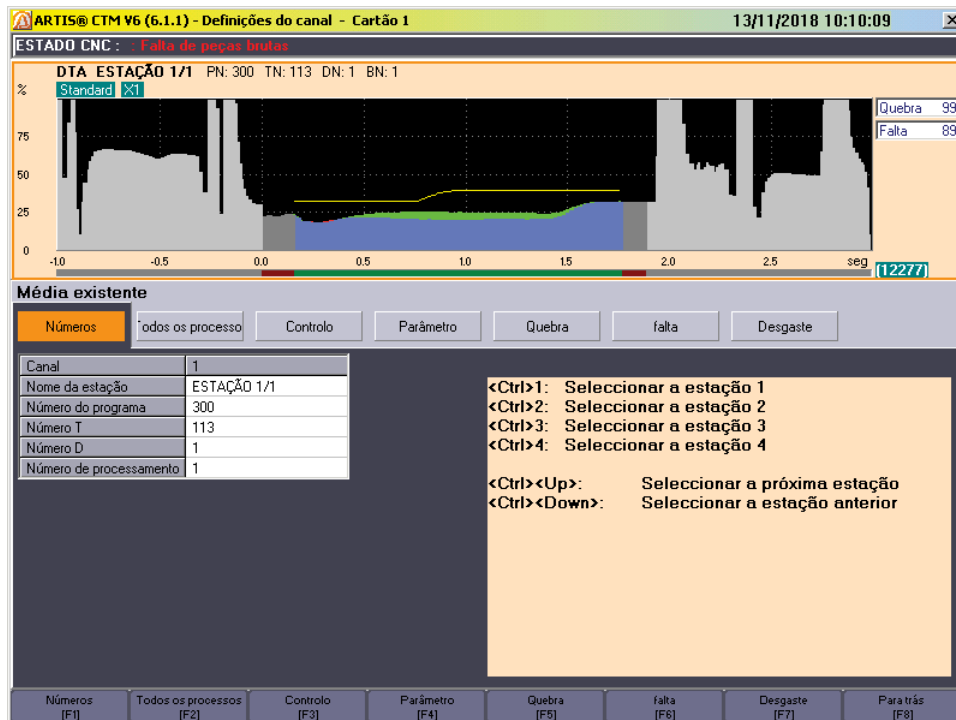 ARTIS® CTM V6 (6.1.1) - Definições do canal - Cartão 1 13/11/2018 10:10:09
ESTADO CNC : : Falta de peças brutas
DTA ESTAÇÃO 1/1 PN: 300 TN: 113 DN: 1 BN: 1
% Standard X1
Quebra 99
Falta 89
75
50
25
0
-1.0 -0.5 0.0 0.5 1.0 1.5 2.0 2.5 seg
(12277)
Média existente
Números odos os processo Controlo Parâmetro Quebra falta Desgaste
Canal 1
Nome da estação ESTAÇÃO 1/1
Número do programa 300
Número T 113
Número D 1
Número de processamento 1
<Ctrl>1: Seleccionar a estação 1
<Ctrl>2: Seleccionar a estação 2
<Ctrl>3: Seleccionar a estação 3
<Ctrl>4: Seleccionar a estação 4
<Ctrl><Up>: Seleccionar a próxima estação
<Ctrl><Down>: Seleccionar a estação anterior
Números Todos os processos Controlo Parâmetro Quebra falta Desgaste Para trás
[F1] [F2] [F3] [F4] [F5] [F6] [F7] [F8]